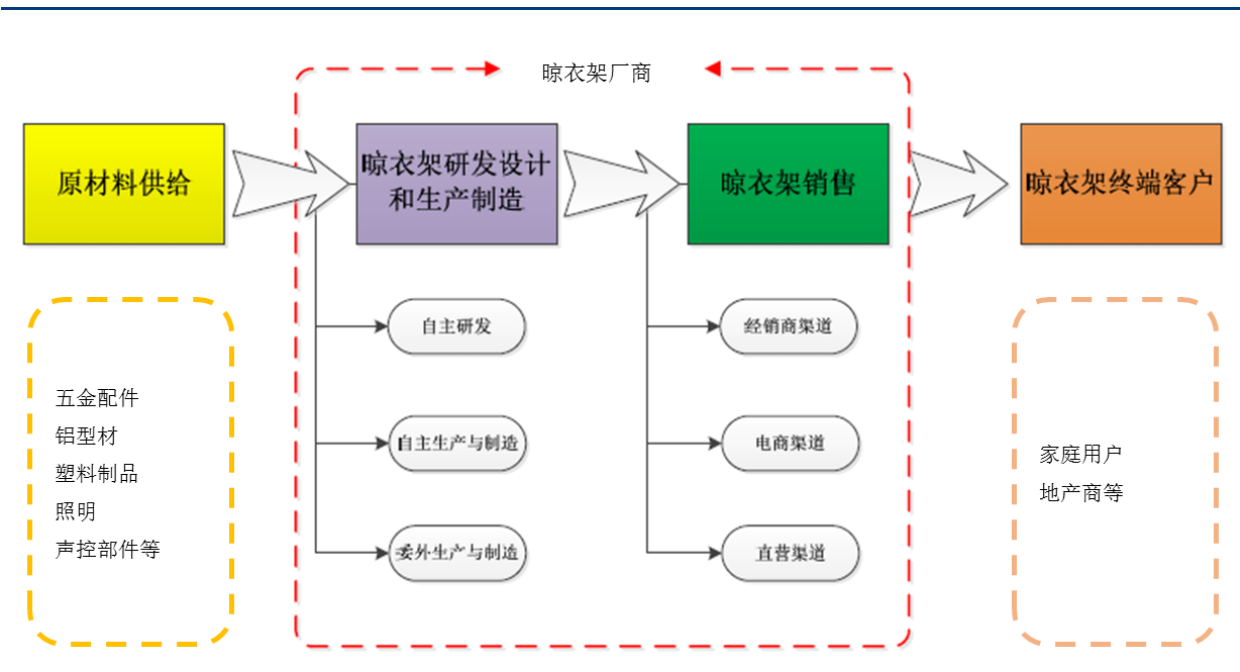 晾衣架厂商
原材料供给
晾衣架研发设计
和生产制造
晾衣架销售
晾衣架终端客户
自主研发
自主生产与制造
委外生产与制造
经销商渠道
电商渠道
直营渠道
五金配件
铝型材
塑料制品
照明
声控部件等
家庭用户
地产商等